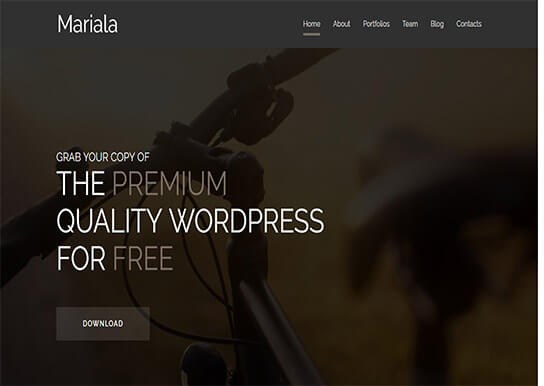 Mariala
Home About Portfolios Team Blog Contacts
GRAB YOUR COPY OF
THE PREMIUM
QUALITY WORDPRESS
FOR FREE
DOWNLOAD